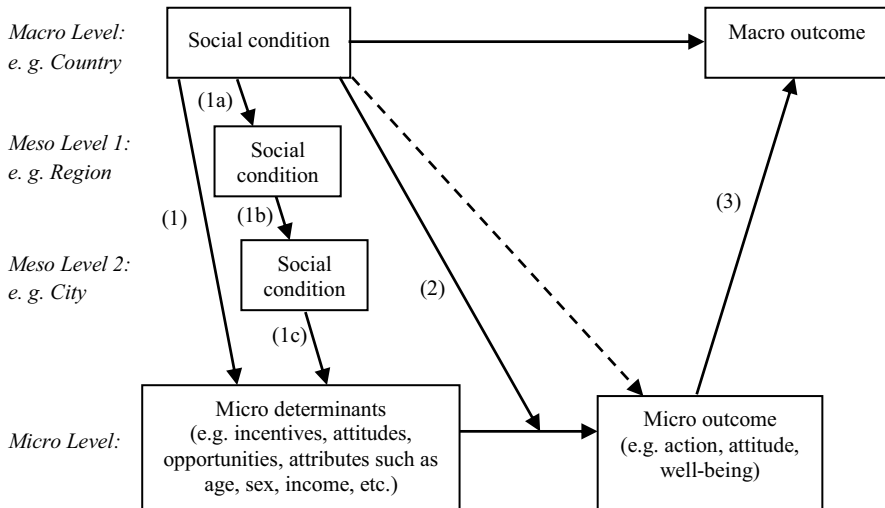 Macro Level:
e. g. Country
Social condition
Macro outcome
(1a)
Meso Level 1:
e. g. Region
Social
condition
(1)
(1b)
(3)
Meso Level 2:
e. g. City
Social
condition
(2)
(1c)
Micro Level:
Micro determinants
(e.g. incentives, attitudes,
opportunities, attributes such as
age, sex, income, etc.)
Micro outcome
(e.g. action, attitude,
well-being)